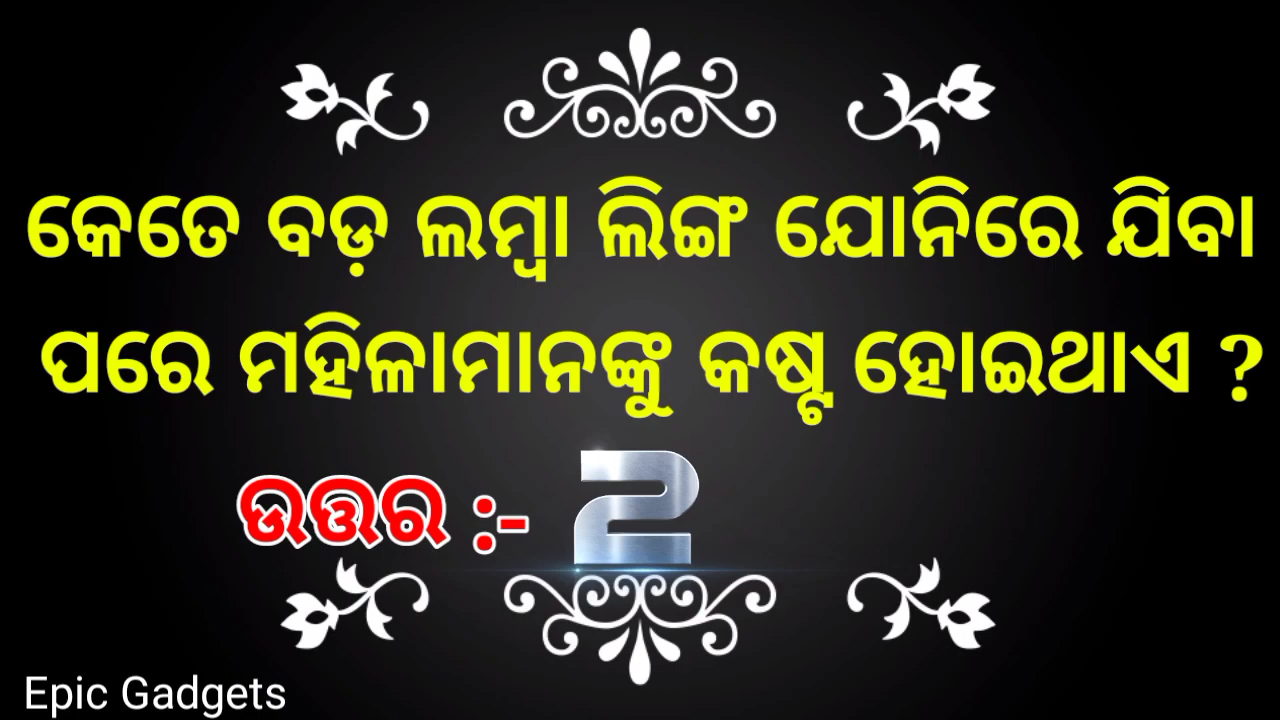 କେତେ ବଡ଼ ଲମ୍ବା ଲିଙ୍ଗ ଯୋନିରେ ଯିବା
ପରେ ମହିଳାମାନଙ୍କୁ କଷ୍ଟ ହୋଇଥାଏ ?
ଉତ୍ତର :- 2
Epic Gadgets